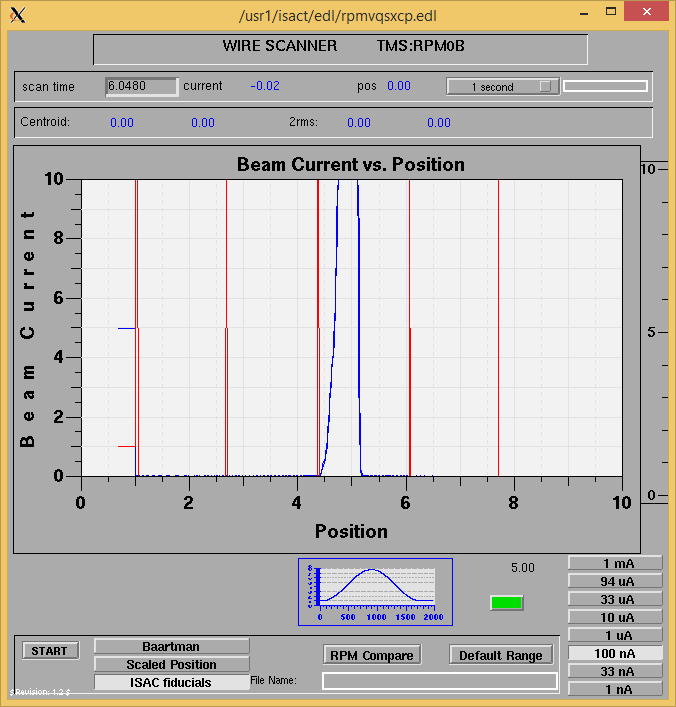 /usr1/isact/edl/rpmvqsxcp.edl
WIRE SCANNER TMS:RPM0B
scan time 6.0480 current -0.02 pos 0.00 1 second
Centroid: 0.00 0.00 2rms: 0.00 0.00
Beam Current vs. Position
Beam Current
10
8
6
4
2
0
10
5
0
0 2 4 6 8 10
Position
8
0 500 1000 1500 2000
5.00
1 mA
94 uA
33 uA
10 uA
1 uA
100 nA
33 nA
1 nA
START
Baartman
Scaled Position
ISAC fiducials
RPM Compare
Default Range
File Name:
$Revision: 1.2 $